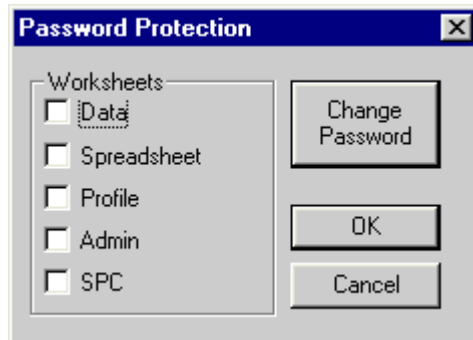 Password Protection
Worksheets
Data
Spreadsheet
Profile
Admin
SPC
Change
Password
OK
Cancel